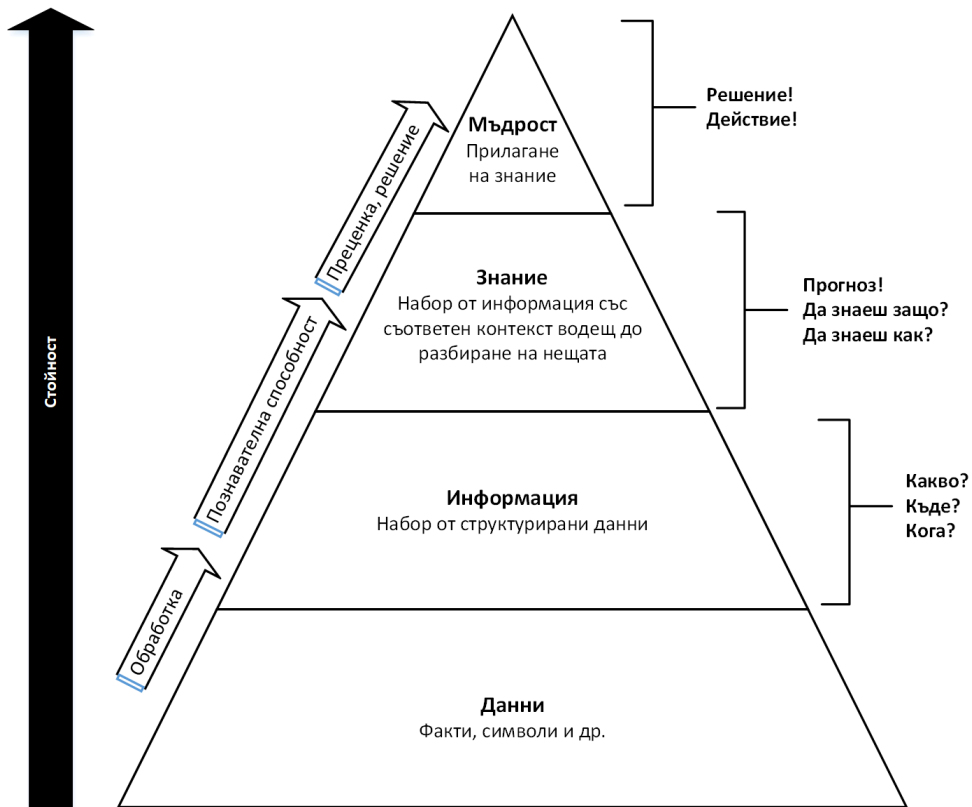 Стойност
Мъдрост
Прилагане
на знание
Решение!
Действие!
Преценка, решение
Знание
Набор от информация със
съответен контекст водещ до
разбиране на нещата
Прогноз!
Да знаеш защо?
Да знаеш как?
Познавателна способност
Информация
Набор от структурирани данни
Какво?
Къде?
Кога?
Обработка
Данни
Факти, символи и др.